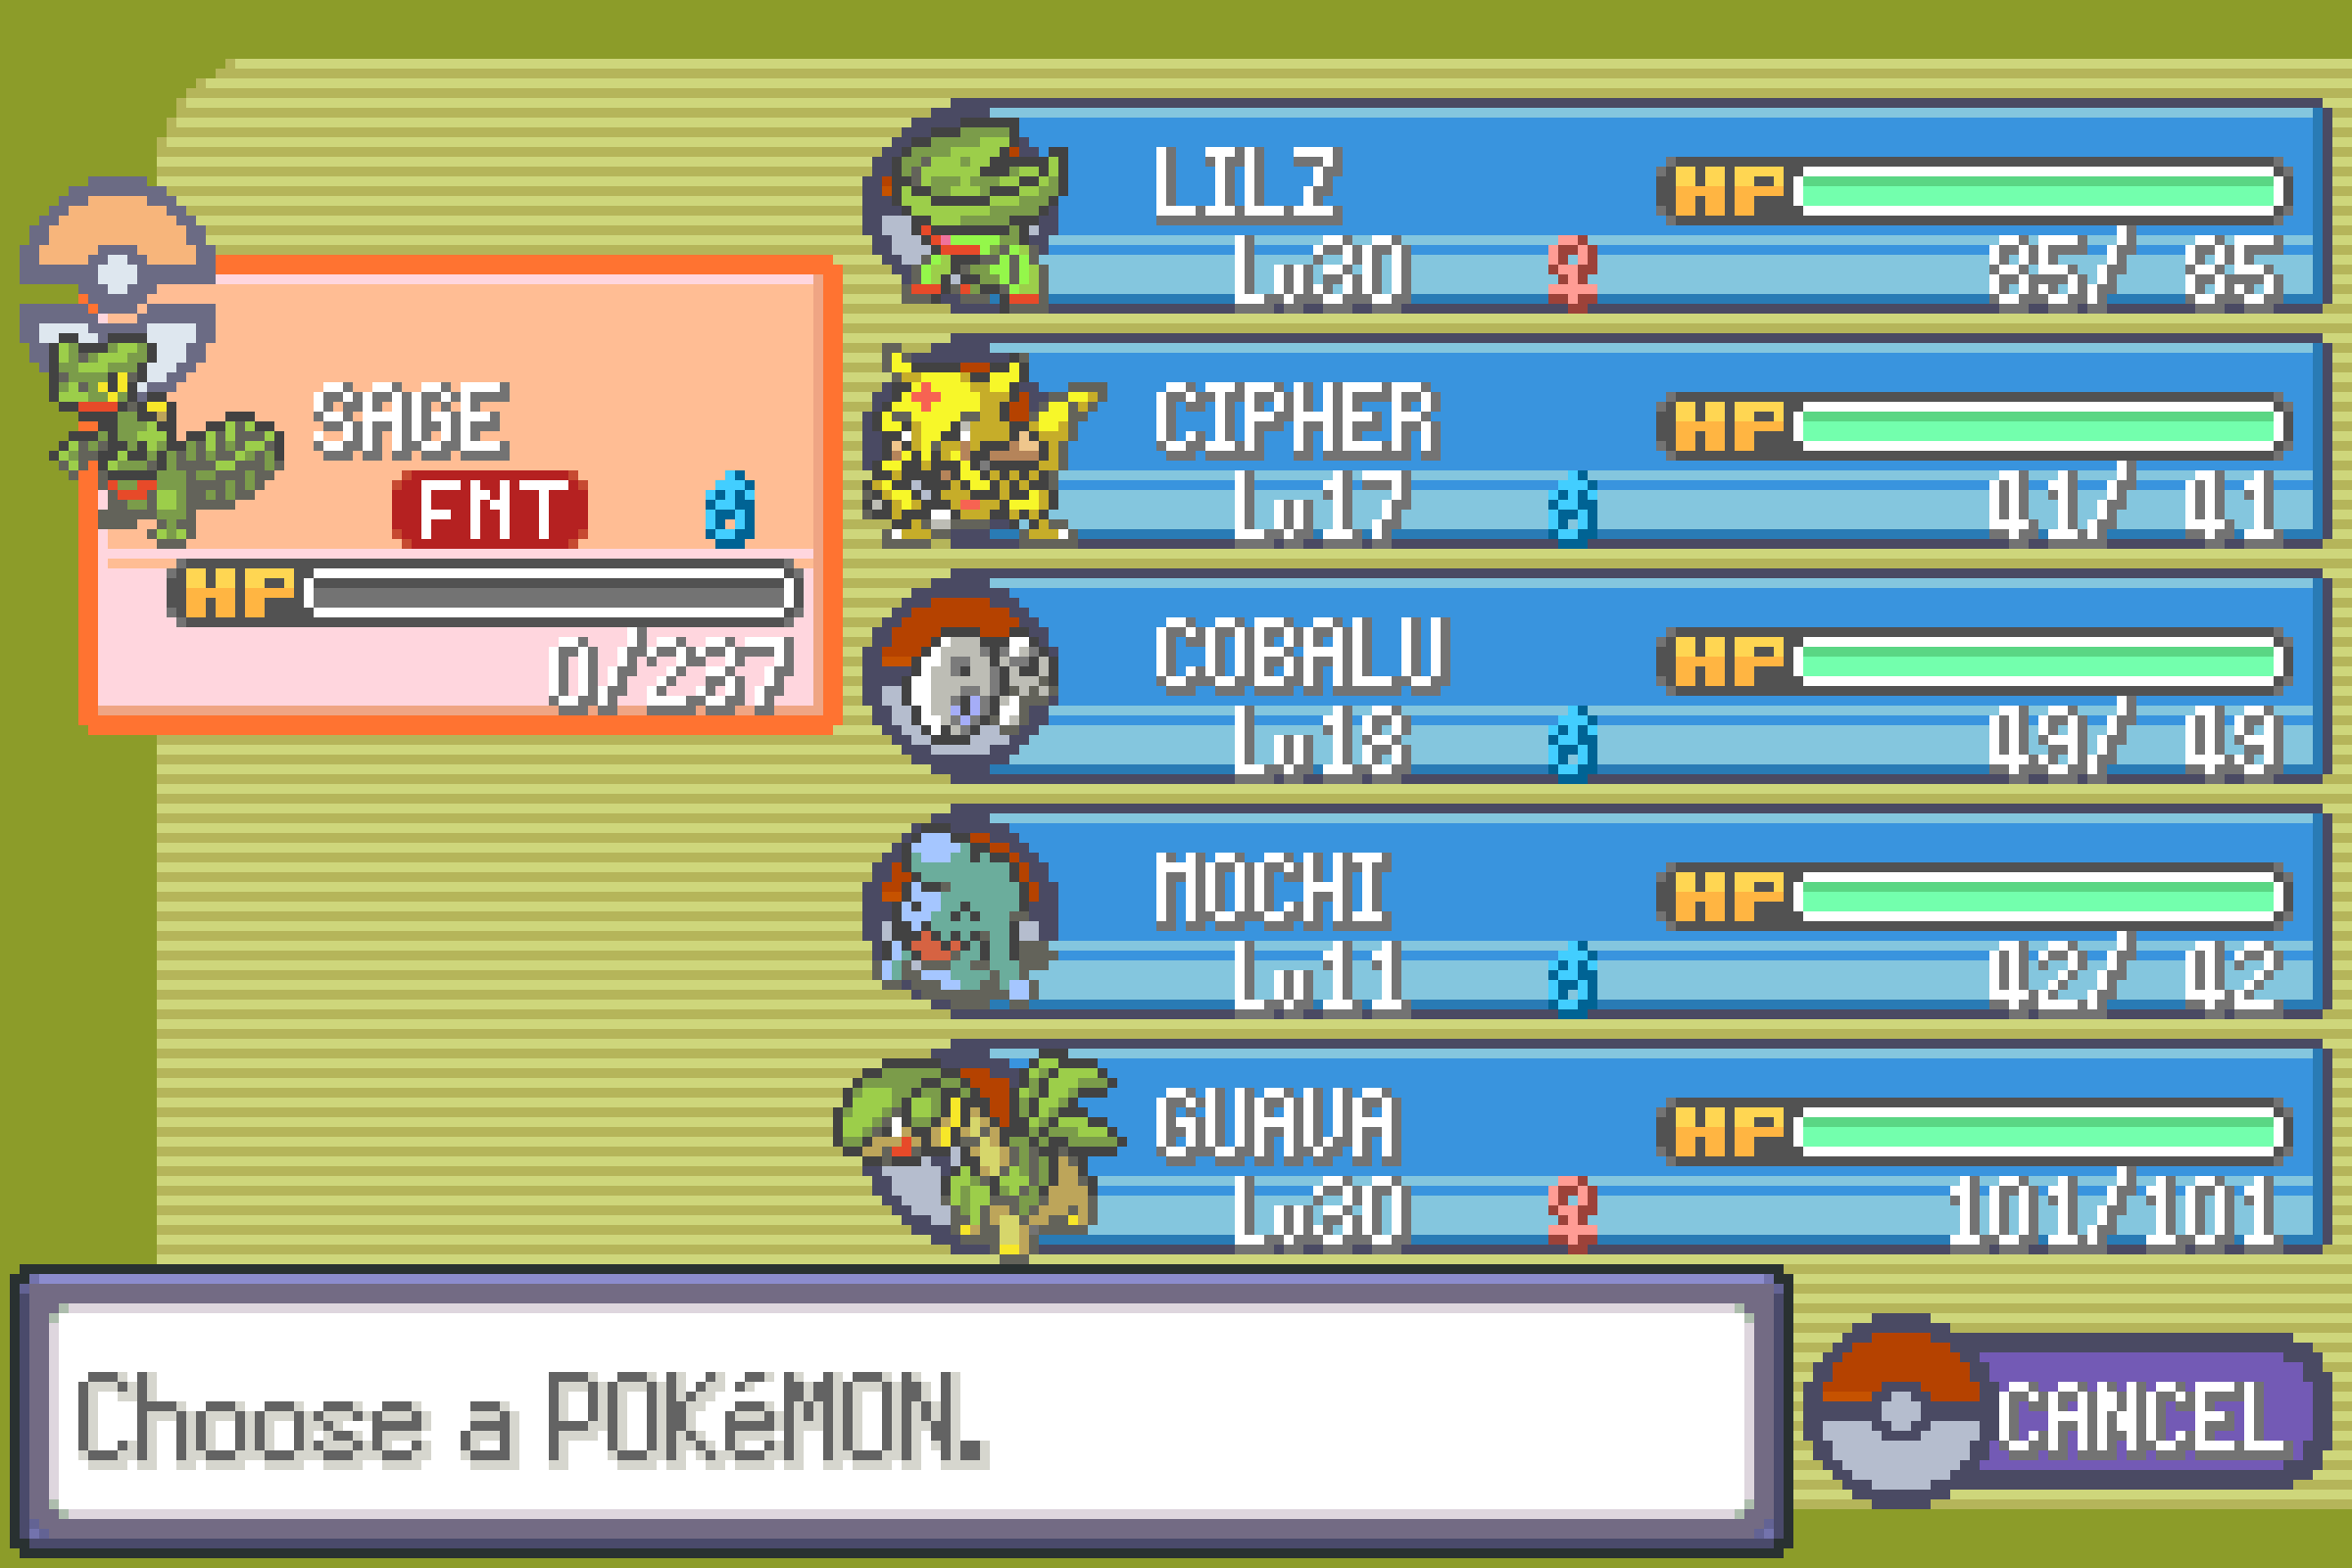 SAGE
FNT ♂
HP
0/237
LILZ HP
Lv30 ♀ 85/ 85
CIPHER HP
Lv17 ♂ 41/ 41
COBALU HP
Lv18 ♂ 49/ 49
MOCHI HP
Lv11 ♂ 42/ 42
GUAVA HP
Lv30 ♀ 101/101
Choose a POKéMON.
CANCEL